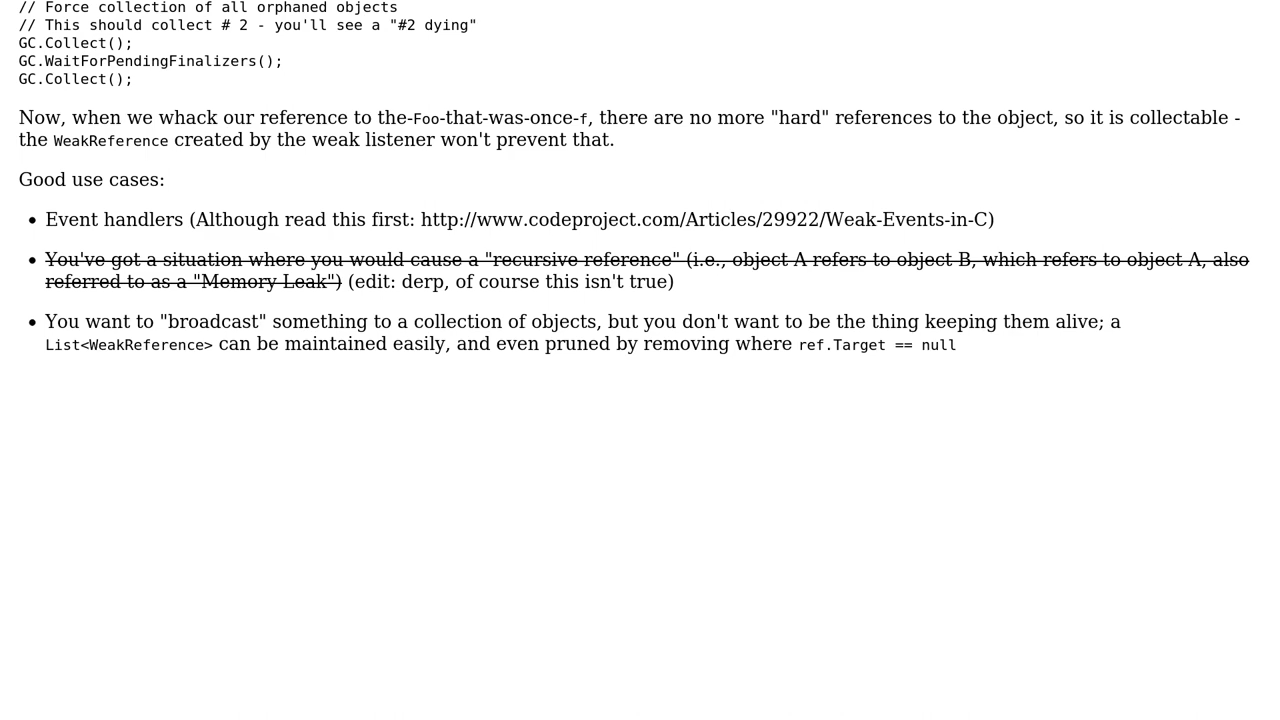 // Force collection of all orphaned objects
// This should collect # 2 - you'll see a "#2 dying"
GC.Collect();
GC.WaitForPendingFinalizers();
GC.Collect();
Now, when we whack our reference to the-Foo-that-was-once-f, there are no more "hard" references to the object, so it is collectable -
the WeakReference created by the weak listener won't prevent that.
Good use cases:
• Event handlers (Although read this first: http://www.codeproject.com/Articles/29922/Weak-Events-in-C)
• You've got a situation where you would cause a "recursive reference" (i.e., object A refers to object B, which refers to object A, also
referred to as a "Memory Leak") (edit: derp, of course this isn't true)
• You want to "broadcast" something to a collection of objects, but you don't want to be the thing keeping them alive; a
List<WeakReference> can be maintained easily, and even pruned by removing where ref.Target == null